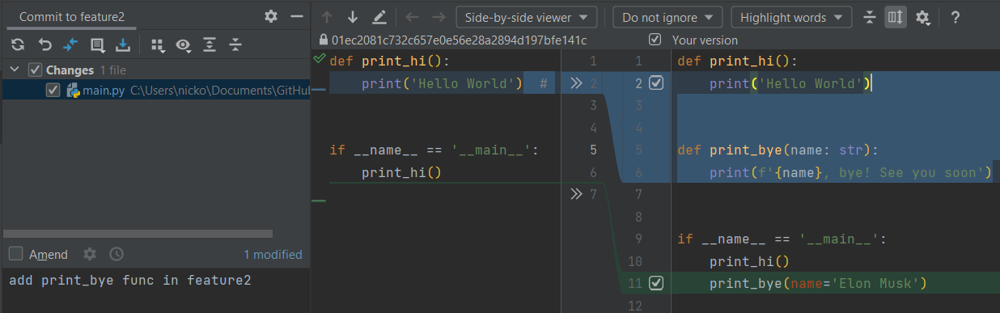 Commit to feature2
Changes 1 file
main.py C:\Users\nicko\Documents\GitHub
Amend
1 modified
add print_bye func in feature2
Side-by-side viewer
Do not ignore
Highlight words
?
01ec2081c732c657e0e56e28a2894d197bfe141c
Your version
def print_hi():
print('Hello World') #
if __name__ == '__main__':
print_hi()
1
2
3
4
5
6
7
1 def print_hi():
2 print('Hello World')
3
4
5 def print_bye(name: str):
6 print(f'{name}, bye! See you soon')
7
8
9 if __name__ == '__main__':
10 print_hi()
11 print_bye(name='Elon Musk')
12